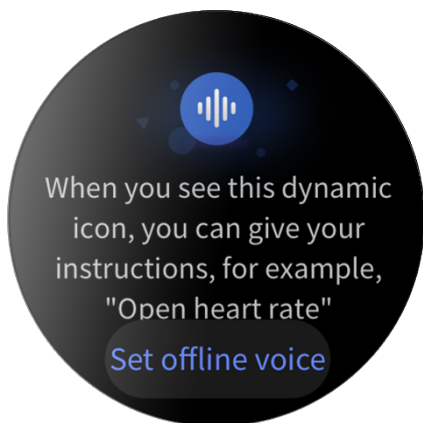 When you see this dynamic
icon, you can give your
instructions, for example,
"Open heart rate"
Set offline voice